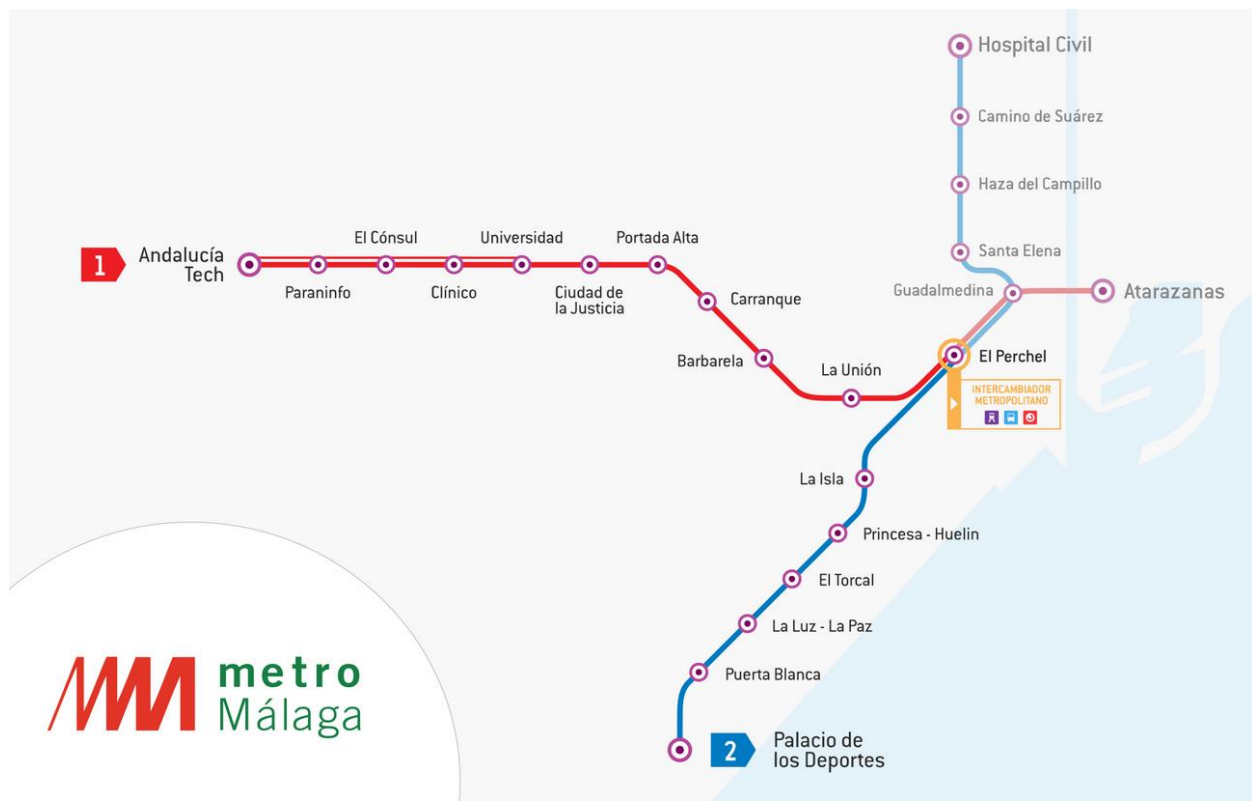 Hospital Civil
Camino de Suárez
Haza del Campillo
Santa Elena
Guadalmedina
Atarazanas
1
Andalucía
Tech
Paraninfo
El Cónsul
Clínico
Universidad
Ciudad de
la Justicia
Portada Alta
Carranque
Barbarela
La Unión
El Perchel
INTERCAMBIADOR
METROPOLITANO
La Isla
Princesa - Huelin
El Torcal
La Luz - La Paz
Puerta Blanca
2
Palacio de
los Deportes
metro
Málaga